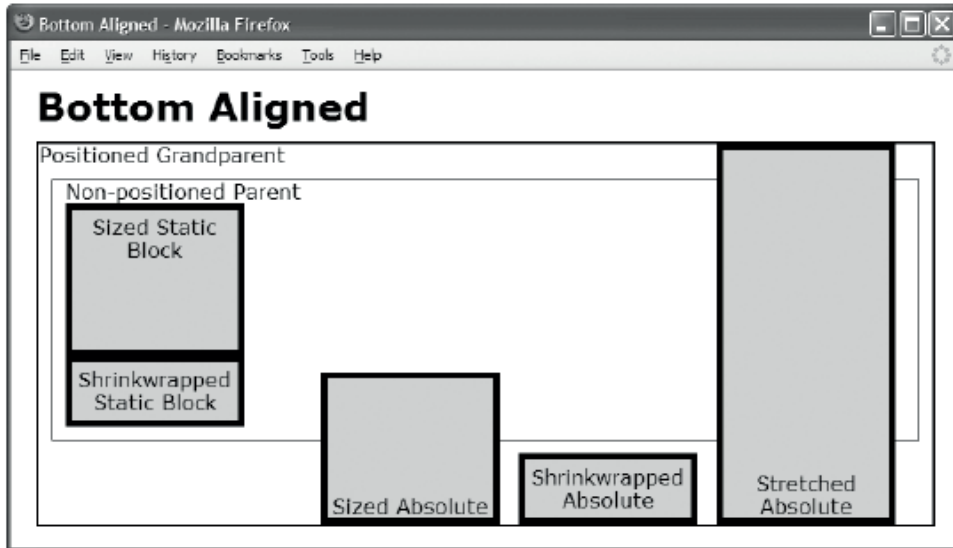 Bottom Aligned - Mozilla Firefox
File Edit View History Bookmarks Tools Help
Bottom Aligned
Positioned Grandparent
Non-positioned Parent
Sized Static
Block
Shrinkwrapped
Static Block
Sized Absolute
Shrinkwrapped
Absolute
Stretched
Absolute